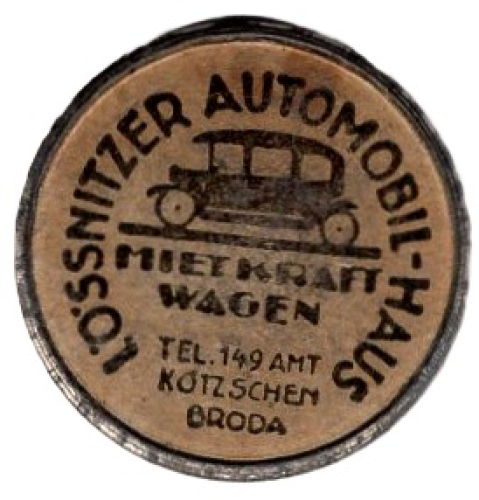 LÖSSNITZER AUTOMOBIL-HAUS
MIETKRAFT
WAGEN
TEL. 149 AMT
KÖTZSCHEN
BRODA